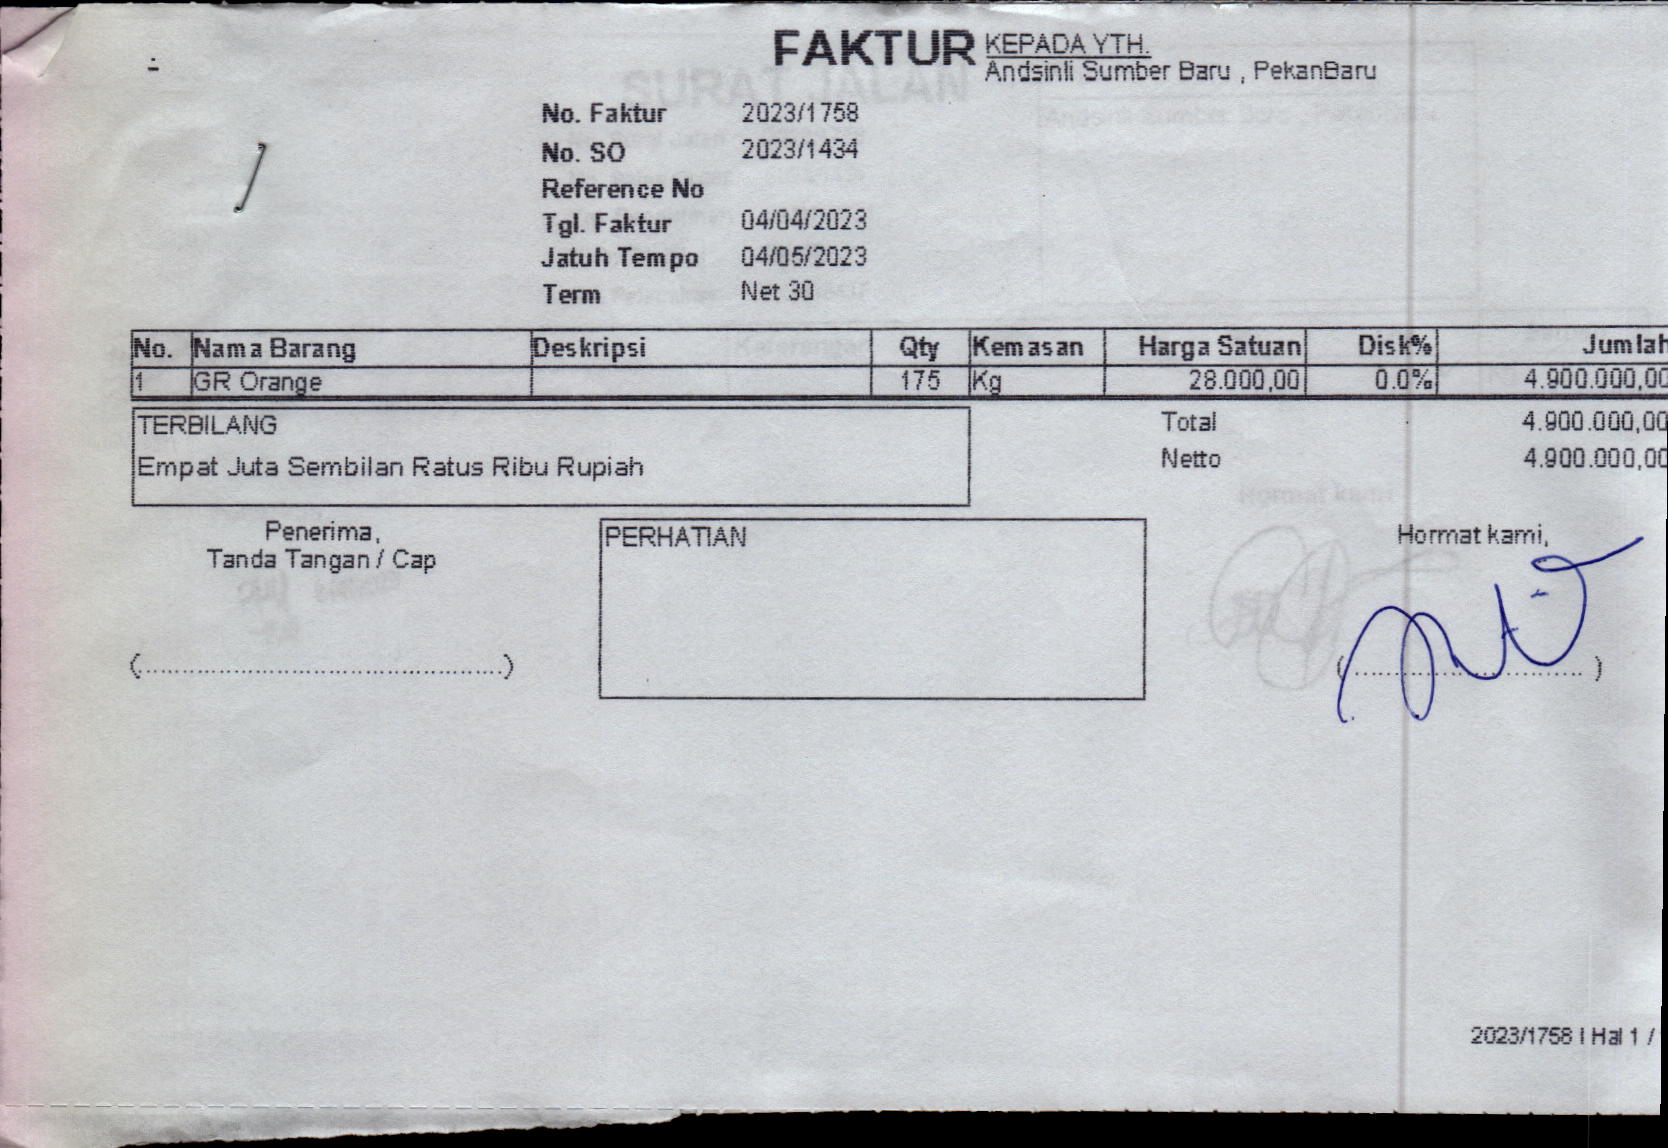 FAKTUR
KEPADA YTH.
Andsinli Sumber Baru , PekanBaru
No. Faktur 2023/1758
No. SO 2023/1434
Reference No
Tgl. Faktur 04/04/2023
Jatuh Tempo 04/05/2023
Term Net 30
No. Nama Barang Deskripsi Qty Kemasan Harga Satuan Disk% Jumlah
1 GR Orange 175 Kg 28.000,00 0.0% 4.900.000,00
TERBILANG
Empat Juta Sembilan Ratus Ribu Rupiah
Total 4.900.000,00
Netto 4.900.000,00
Penerima,
Tanda Tangan / Cap
(..........................................)
PERHATIAN
Hormat kami,
(.................................)
2023/1758 | Hal 1 /